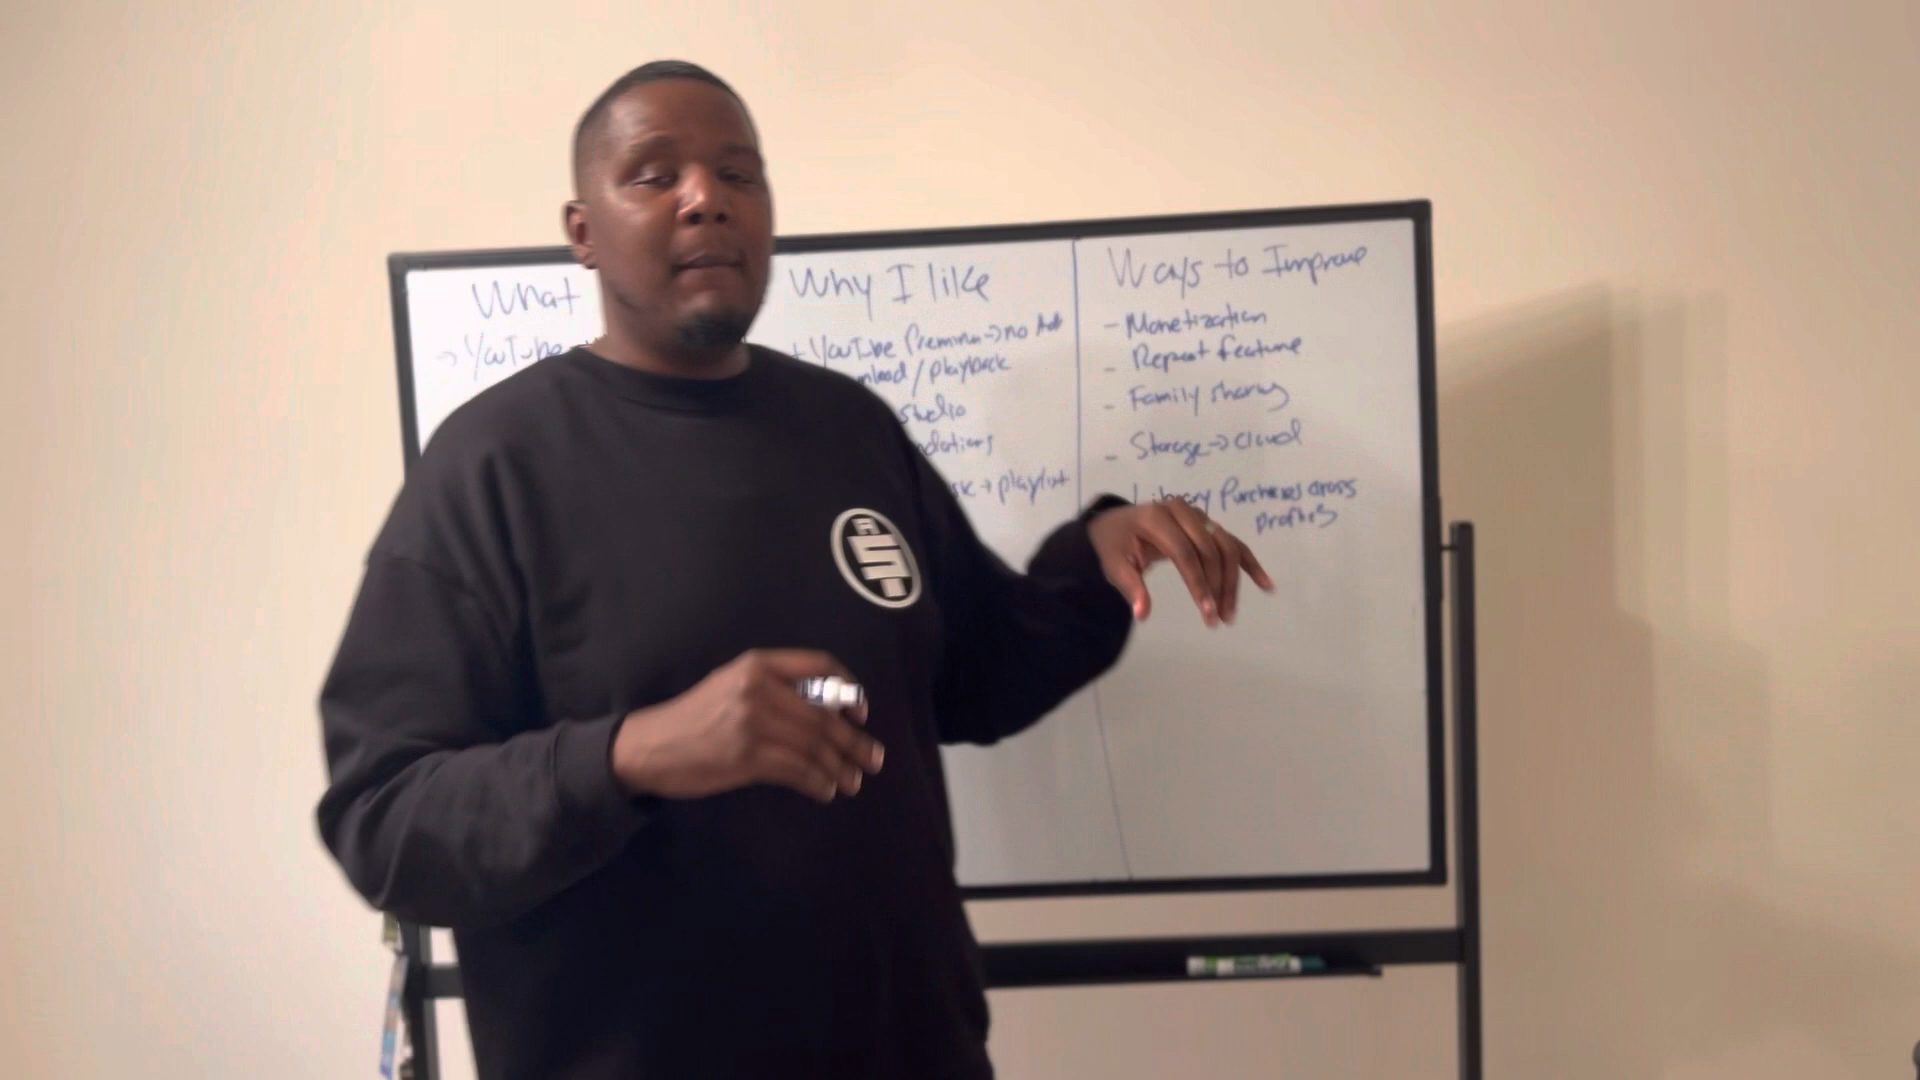 What
→ YouTube
Why I like
+ YouTube Premium → no Ads
/ playback
Studio
+ playlist
Ways to Improve
- Monetization
- Repeat feature
- Family sharing
- Storage → cloud
Library Purchases across
profiles